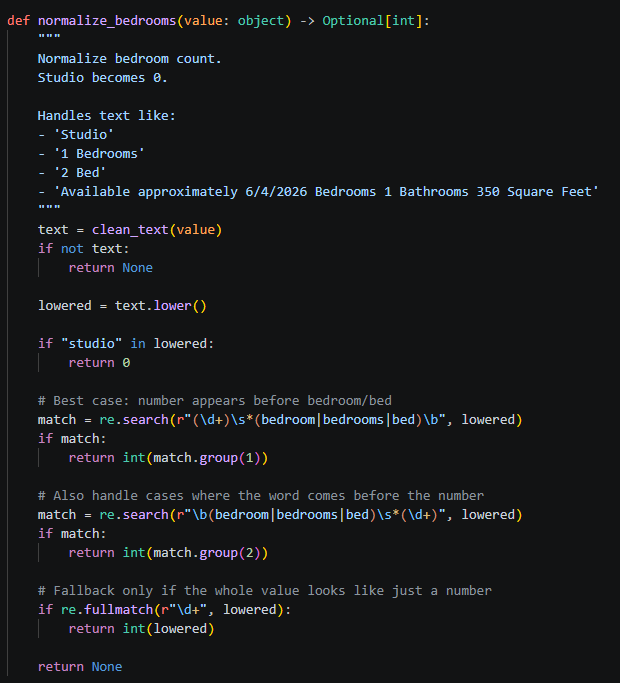 def normalize_bedrooms(value: object) -> Optional[int]:
    """
    Normalize bedroom count.
    Studio becomes 0.

    Handles text like:
    - 'Studio'
    - '1 Bedrooms'
    - '2 Bed'
    - 'Available approximately 6/4/2026 Bedrooms 1 Bathrooms 350 Square Feet'
    """
    text = clean_text(value)
    if not text:
        return None

    lowered = text.lower()

    if "studio" in lowered:
        return 0

    # Best case: number appears before bedroom/bed
    match = re.search(r"(\d+)\s*(bedroom|bedrooms|bed)\b", lowered)
    if match:
        return int(match.group(1))

    # Also handle cases where the word comes before the number
    match = re.search(r"\b(bedroom|bedrooms|bed)\s*(\d+)", lowered)
    if match:
        return int(match.group(2))

    # Fallback only if the whole value looks like just a number
    if re.fullmatch(r"\d+", lowered):
        return int(lowered)

    return None